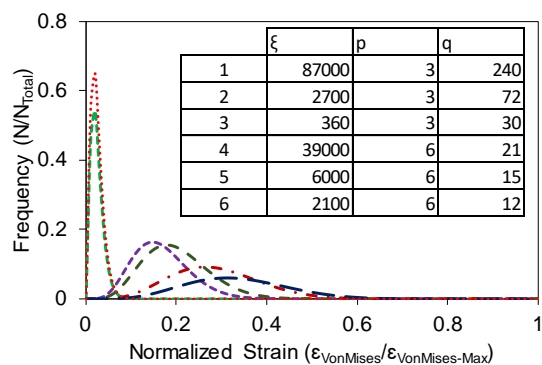 0.8
ξ p q
1 87000 3 240
2 2700 3 72
3 360 3 30
4 39000 6 21
5 6000 6 15
6 2100 6 12
0.6
0.4
0.2
0
Frequency (N/N_Total)
0 0.2 0.4 0.6 0.8 1
Normalized Strain (ε_VonMises/ε_VonMises-Max)